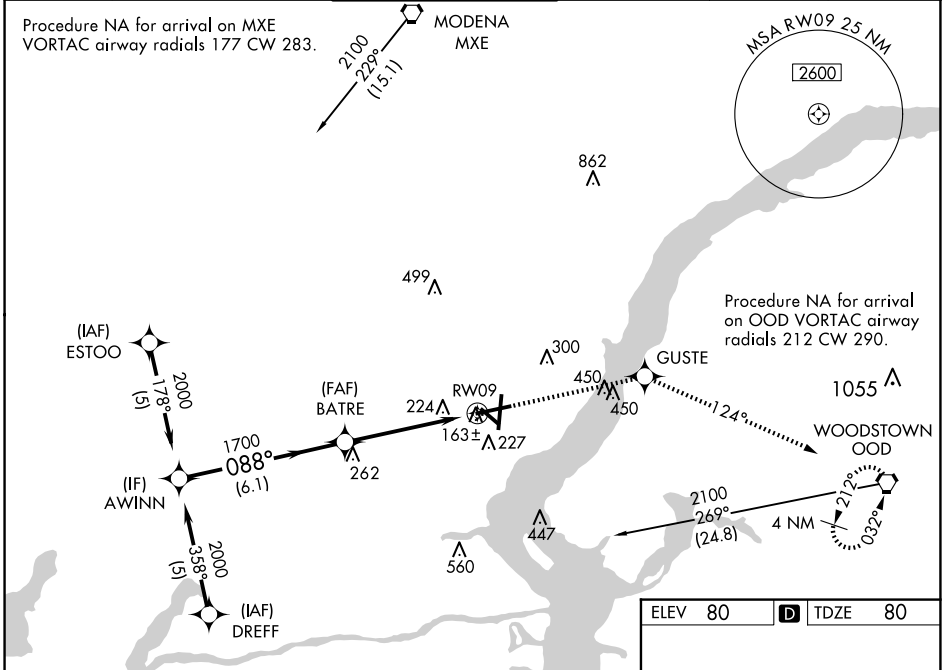 Procedure NA for arrival on MXE
VORTAC airway radials 177 CW 283.
MODENA
MXE
2100
229°
(15.1)
MSA RW09 25 NM
2600
862
499
Procedure NA for arrival
on OOD VORTAC airway
radials 212 CW 290.
(IAF)
ESTOO
2000
178°
(5)
300
GUSTE
(FAF)
BATRE
224
RW09
450
450
1055
163±
227
124°
WOODSTOWN
OOD
1700
088°
(6.1)
262
(IF)
AWINN
212°
032°
4 NM
2100
269°
(24.8)
447
560
2000
358°
(5)
(IAF)
DREFF
ELEV 80 D TDZE 80